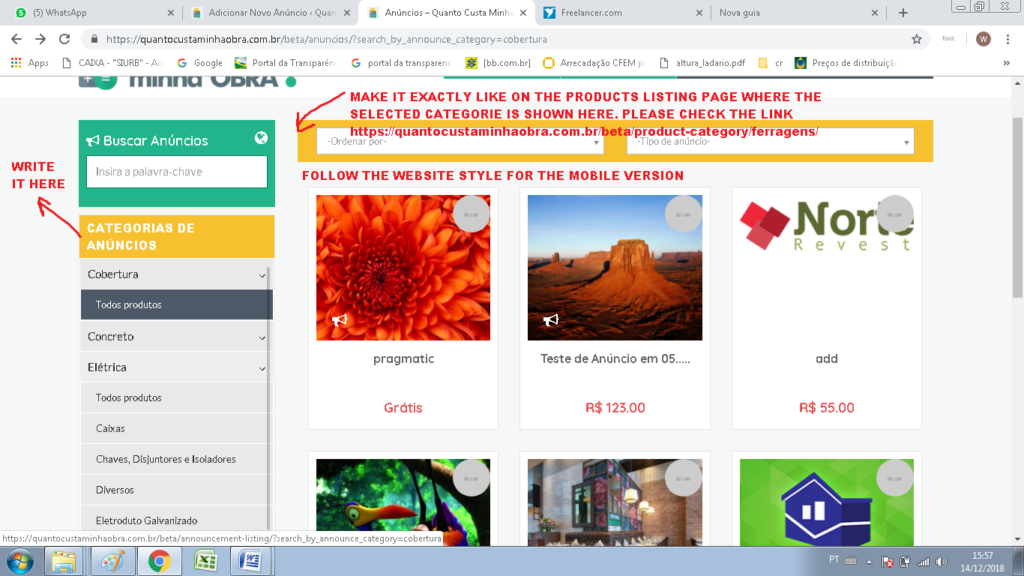 (5) WhatsApp
Adicionar Novo Anúncio ‹ Quan
Anúncios – Quanto Custa Minha
Freelancer.com
Nova guia
https://quantocustaminhaobra.com.br/beta/anuncios/?search_by_announce_category=cobertura
W
Apps
CAIXA - "SIURB" - Ac
Google
Portal da Transparên
portal da transparenc
[bb.com.br]
Arrecadação CFEM p
altura_ladario.pdf
cr
Preços de distribuiçã
»
minha OBRA
MAKE IT EXACTLY LIKE ON THE PRODUCTS LISTING PAGE WHERE THE
SELECTED CATEGORIE IS SHOWN HERE. PLEASE CHECK THE LINK
https://quantocustaminhaobra.com.br/beta/product-category/ferragens/
Buscar Anúncios
-Ordenar por-
-Tipo de anúncio-
Insira a palavra-chave
WRITE
IT HERE
FOLLOW THE WEBSITE STYLE FOR THE MOBILE VERSION
CATEGORIAS DE
ANÚNCIOS
Cobertura
Todos produtos
Concreto
Elétrica
Todos produtos
Caixas
Chaves, Disjuntores e Isoladores
Diversos
Eletroduto Galvanizado
Norte
Revest
pragmatic
Teste de Anúncio em 05.....
add
Grátis
R$ 123.00
R$ 55.00
https://quantocustaminhaobra.com.br/beta/announcement-listing/?search_by_announce_category=cobertura
PT
15:57
14/12/2018